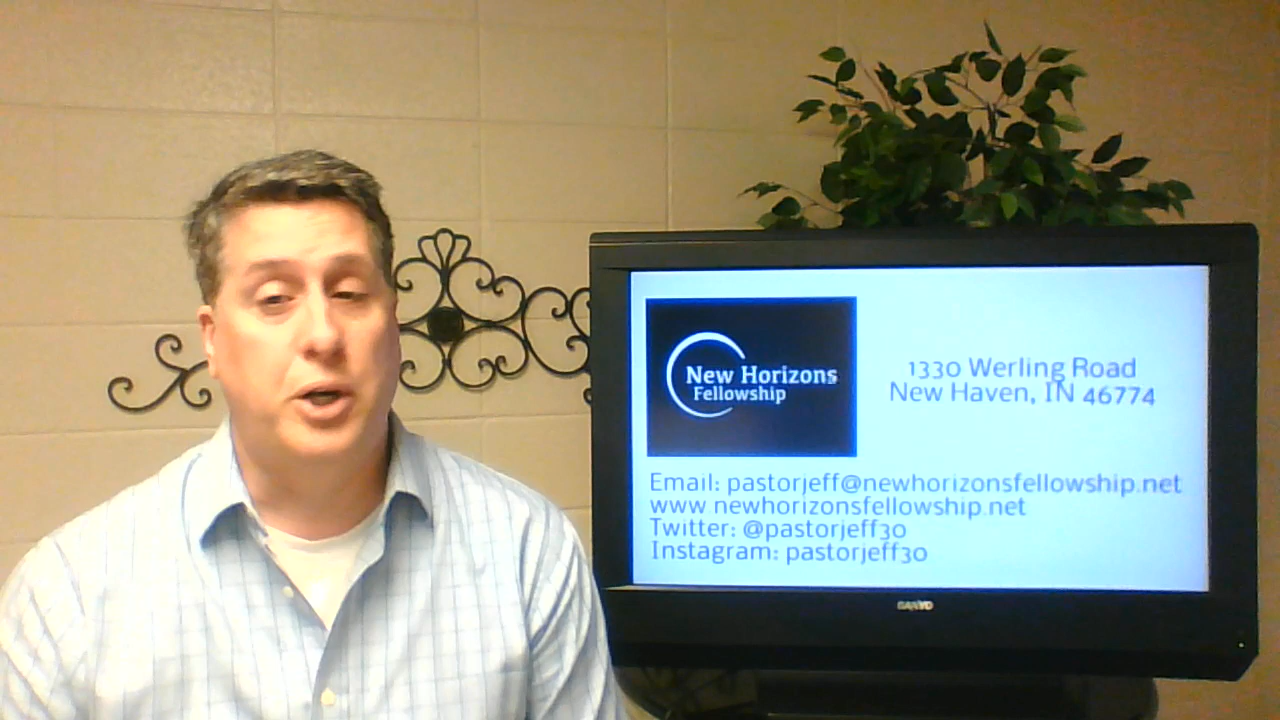 New Horizons
Fellowship
1330 Werling Road
New Haven, IN 46774
Email: pastorjeff@newhorizonsfellowship.net
www.newhorizonsfellowship.net
Twitter: @pastorjeff30
Instagram: pastorjeff30
SANYO